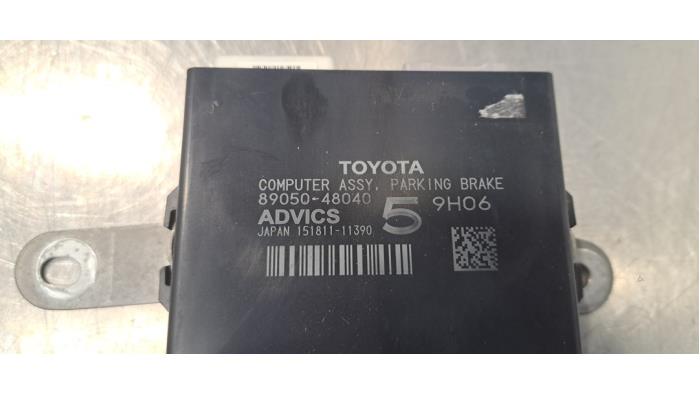 TOYOTA
COMPUTER ASSY, PARKING BRAKE
89050-48040
ADVICS 5 9H06
JAPAN 151811-11390